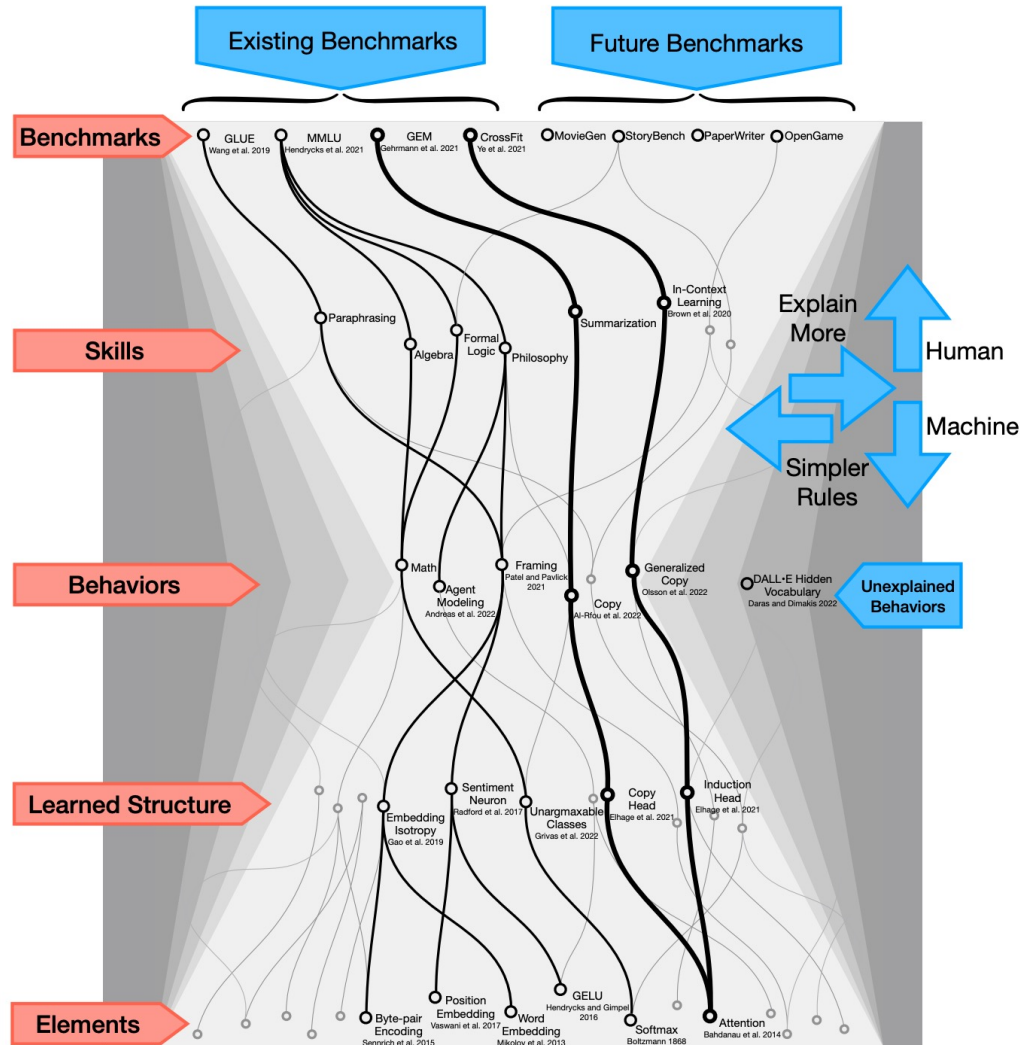 Existing Benchmarks
Future Benchmarks
Benchmarks
GLUE
Wang et al. 2019
MMLU
Hendrycks et al. 2021
GEM
Gehrmann et al. 2021
CrossFit
Ye et al. 2021
MovieGen
StoryBench
PaperWriter
OpenGame
In-Context
Learning
Brown et al. 2020
Explain
More
Paraphrasing
Summarization
Skills
Algebra
Formal
Logic
Philosophy
Human
Machine
Simpler
Rules
Behaviors
Math
Agent
Modeling
Andreas et al. 2022
Framing
Patel and Pavlick
2021
Copy
Al-Rfou et al. 2022
Generalized
Copy
Olsson et al. 2022
DALL•E Hidden
Vocabulary
Daras and Dimakis 2022
Unexplained
Behaviors
Learned Structure
Embedding
Isotropy
Gao et al. 2019
Sentiment
Neuron
Radford et al. 2017
Unargmaxable
Classes
Grivas et al. 2022
Copy
Head
Elhage et al. 2021
Induction
Head
Elhage et al. 2021
Elements
Byte-pair
Encoding
Sennrich et al. 2015
Position
Embedding
Vaswani et al. 2017
Word
Embedding
Mikolov et al. 2013
GELU
Hendrycks and Gimpel
2016
Softmax
Boltzmann 1868
Attention
Bahdanau et al. 2014